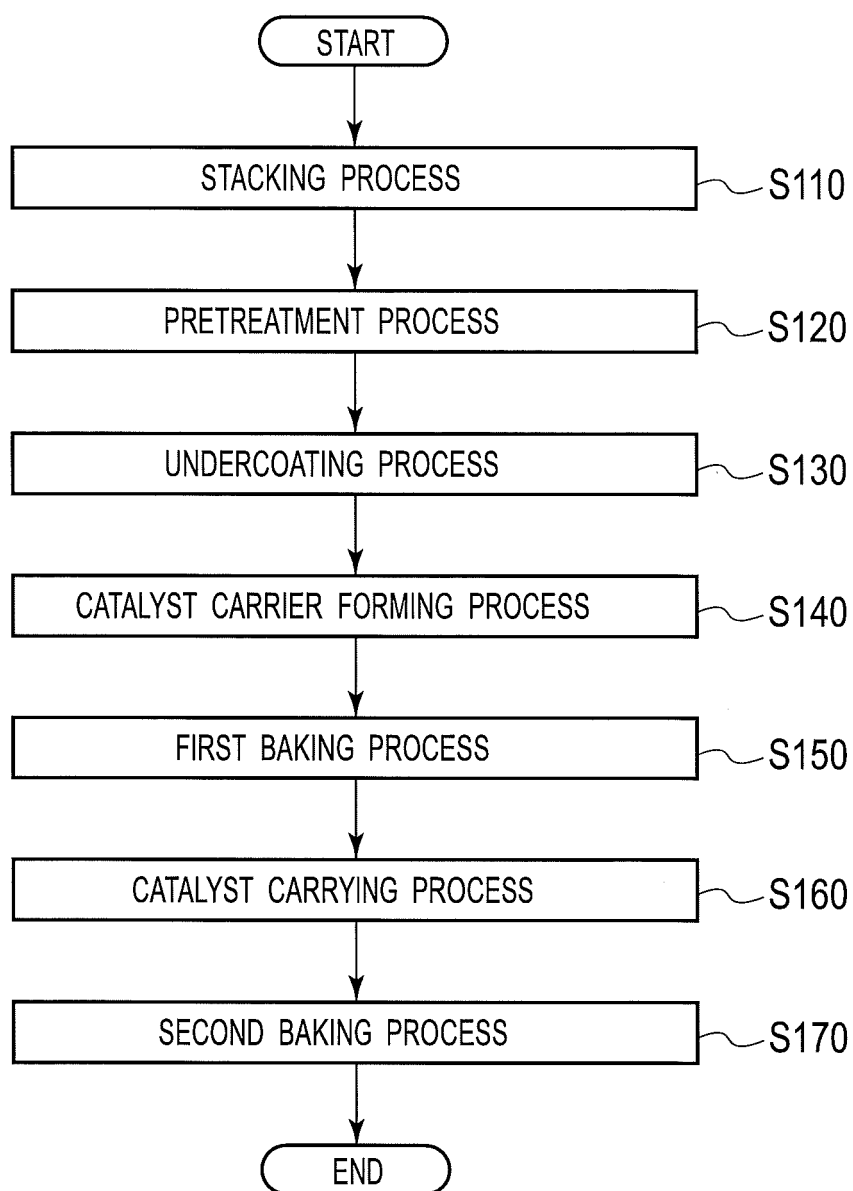 START
STACKING PROCESS
S110
PRETREATMENT PROCESS
S120
UNDERCOATING PROCESS
S130
CATALYST CARRIER FORMING PROCESS
S140
FIRST BAKING PROCESS
S150
CATALYST CARRYING PROCESS
S160
SECOND BAKING PROCESS
S170
END